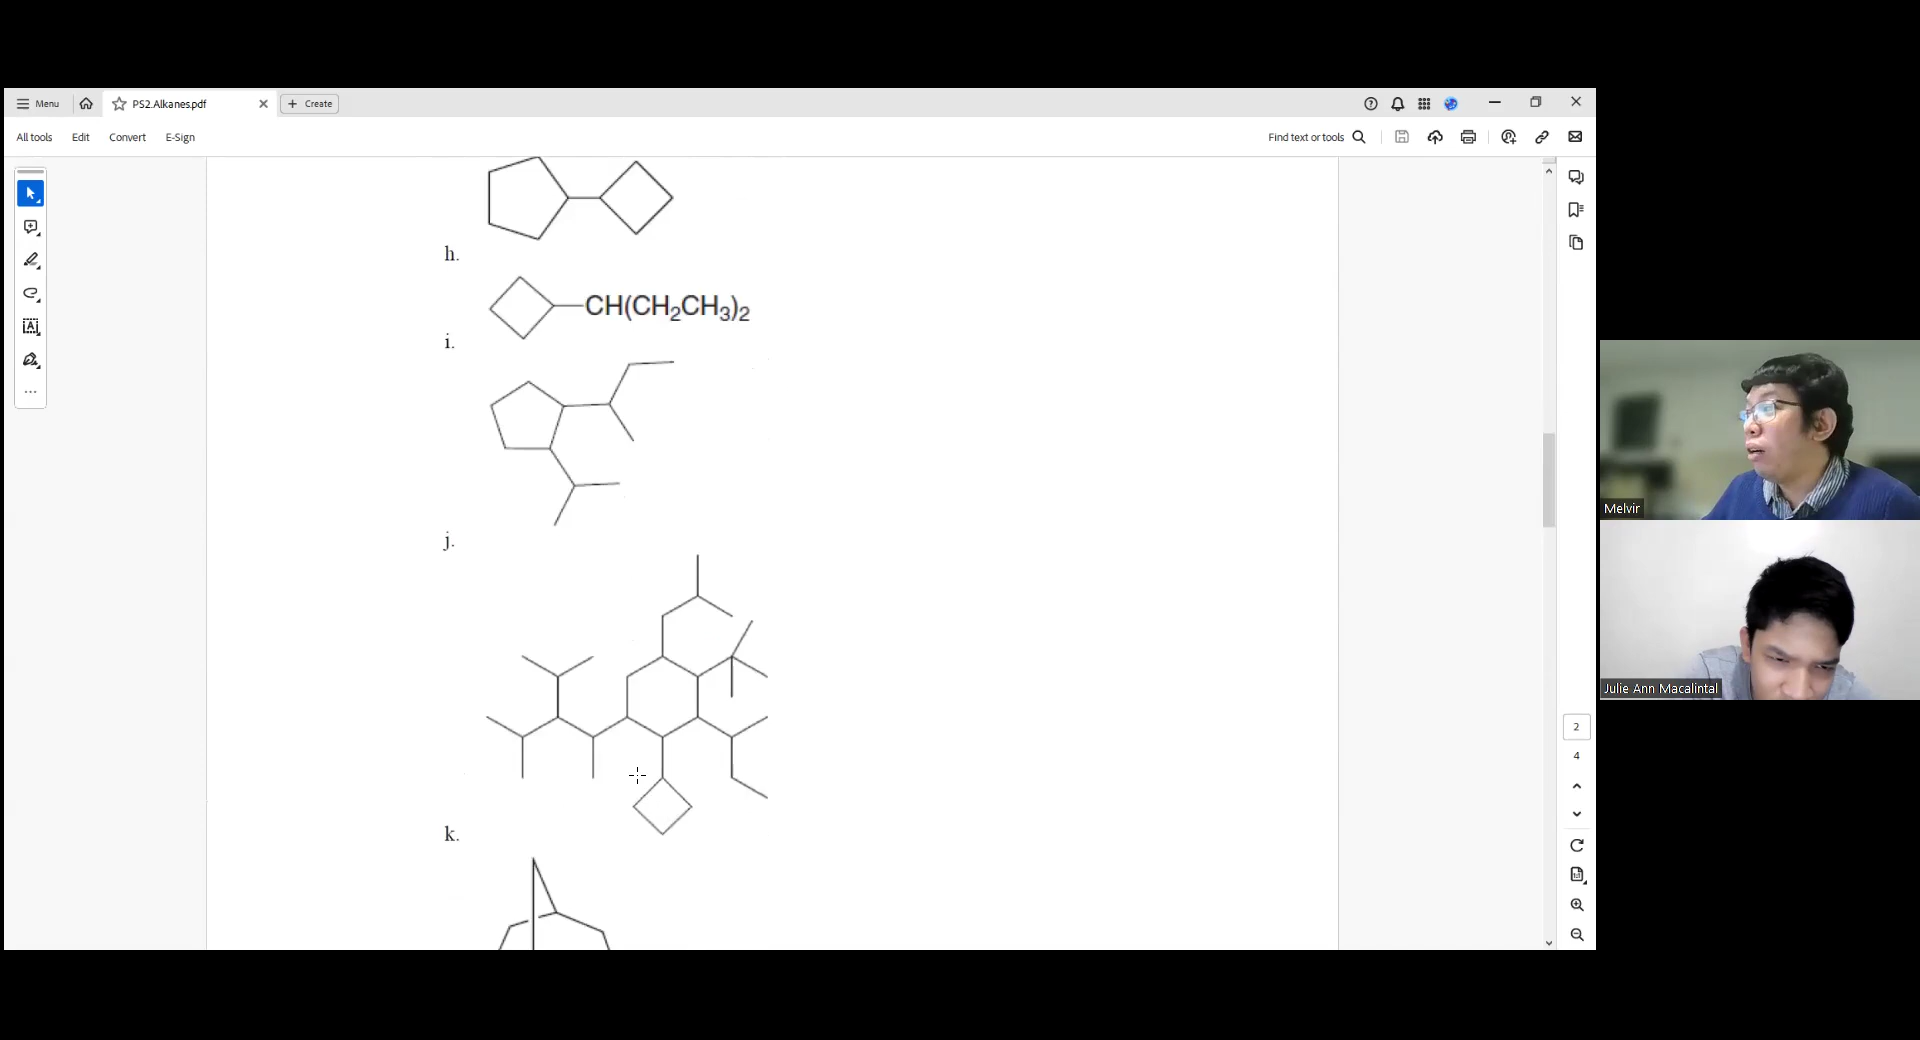 Menu
PS2.Alkanes.pdf
Create
All tools
Edit
Convert
E-Sign
Find text or tools
h.
CH(CH₂CH₃)₂
i.
j.
k.
2
4
Melvir
Julie Ann Macalintal